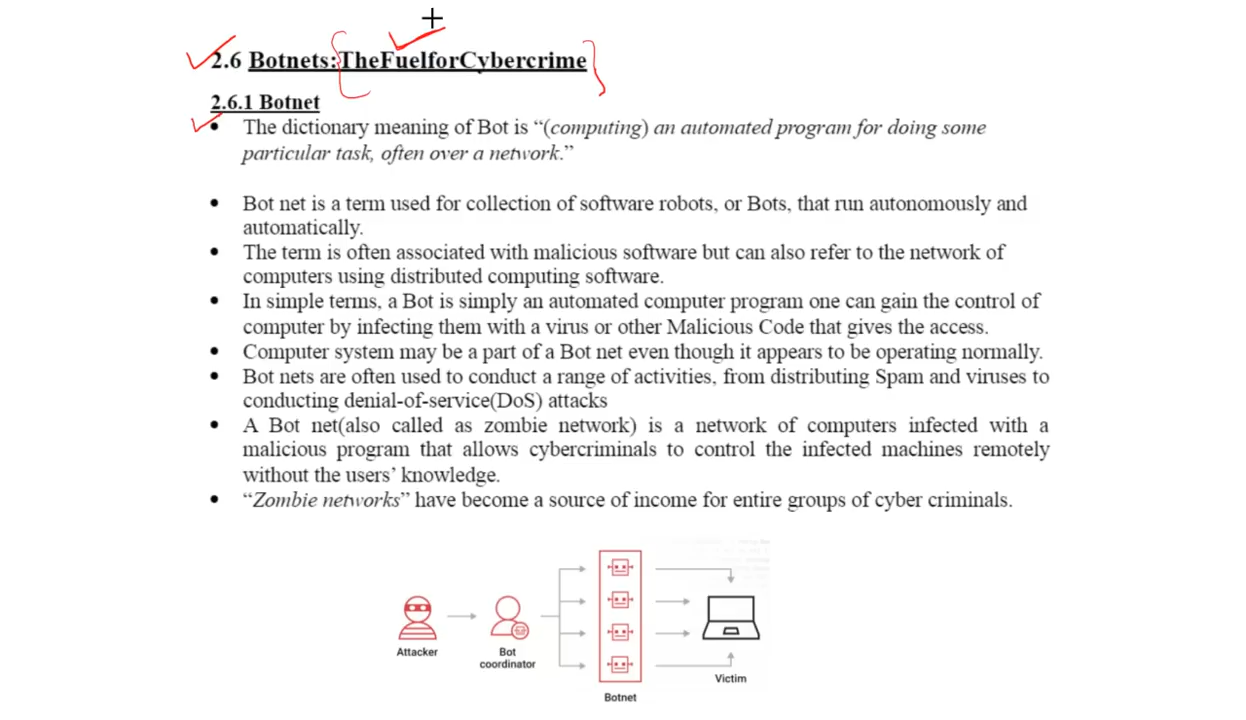 2.6 Botnets:TheFuelforCybercrime
2.6.1 Botnet
• The dictionary meaning of Bot is “(computing) an automated program for doing some
particular task, often over a network.”
• Bot net is a term used for collection of software robots, or Bots, that run autonomously and
automatically.
• The term is often associated with malicious software but can also refer to the network of
computers using distributed computing software.
• In simple terms, a Bot is simply an automated computer program one can gain the control of
computer by infecting them with a virus or other Malicious Code that gives the access.
• Computer system may be a part of a Bot net even though it appears to be operating normally.
• Bot nets are often used to conduct a range of activities, from distributing Spam and viruses to
conducting denial-of-service(DoS) attacks
• A Bot net(also called as zombie network) is a network of computers infected with a
malicious program that allows cybercriminals to control the infected machines remotely
without the users’ knowledge.
• “Zombie networks” have become a source of income for entire groups of cyber criminals.
Attacker
Bot
coordinator
Botnet
Victim